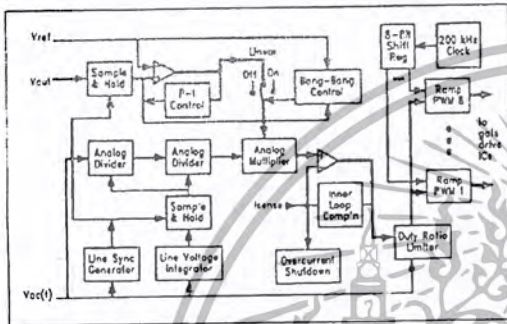 Vref
Vout
Sample
& Hold
P-I
Control
Unvar
Off
On
Bang-Bang
Control
8-Bit
Shift
Reg
200 kHz
Clock
Ramp
PWM 8
to
gate
drive
ICs
Ramp
PWM 1
Analog
Divider
Analog
Divider
Analog
Multiplier
Sample
& Hold
Isense
Inner
Loop
Comp'n
Line Sync
Generator
Line Voltage
Integrator
Overcurrent
Shutdown
Duty Ratio
Limiter
Vac(t)